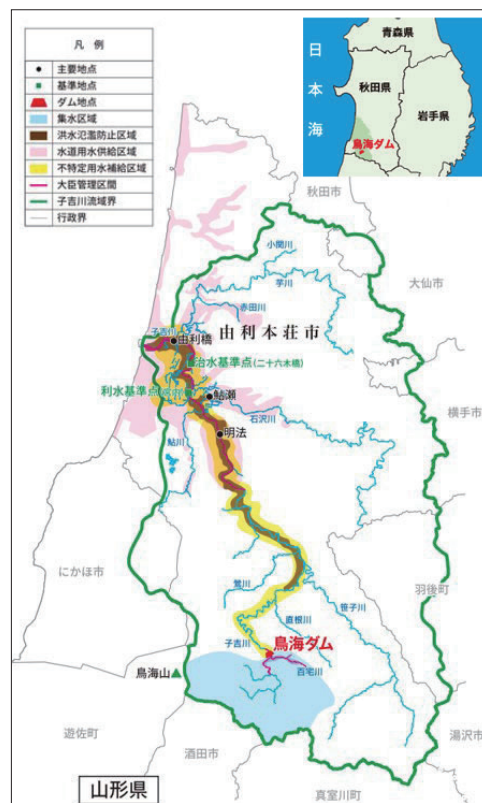 凡 例
主要地点
基準地点
ダム地点
集水区域
洪水氾濫防止区域
水道用水供給区域
不特定用水補給区域
大臣管理区間
子吉川流域界
行政界
日本海
青森県
秋田県
岩手県
鳥海ダム
秋田市
小関川
芋川
大仙市
赤田川
子吉川
由利橋
由利本荘市
治水基準点(二十六木橋)
利水基準点
鮎瀬
横手市
石沢川
明法
鮎川
にかほ市
鶯川
笹子川
羽後町
直根川
子吉川
鳥海ダム
鳥海山
百宅川
遊佐町
酒田市
湯沢市
真室川町
山形県